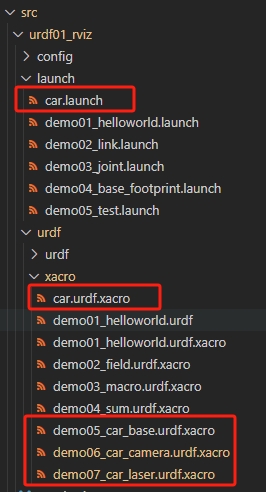 src
urdf01_rviz
config
launch
car.launch
demo01_helloworld.launch
demo02_link.launch
demo03_joint.launch
demo04_base_footprint.launch
demo05_test.launch
urdf
urdf
xacro
car.urdf.xacro
demo01_helloworld.urdf
demo01_helloworld.urdf.xacro
demo02_field.urdf.xacro
demo03_macro.urdf.xacro
demo04_sum.urdf.xacro
demo05_car_base.urdf.xacro
demo06_car_camera.urdf.xacro
demo07_car_laser.urdf.xacro